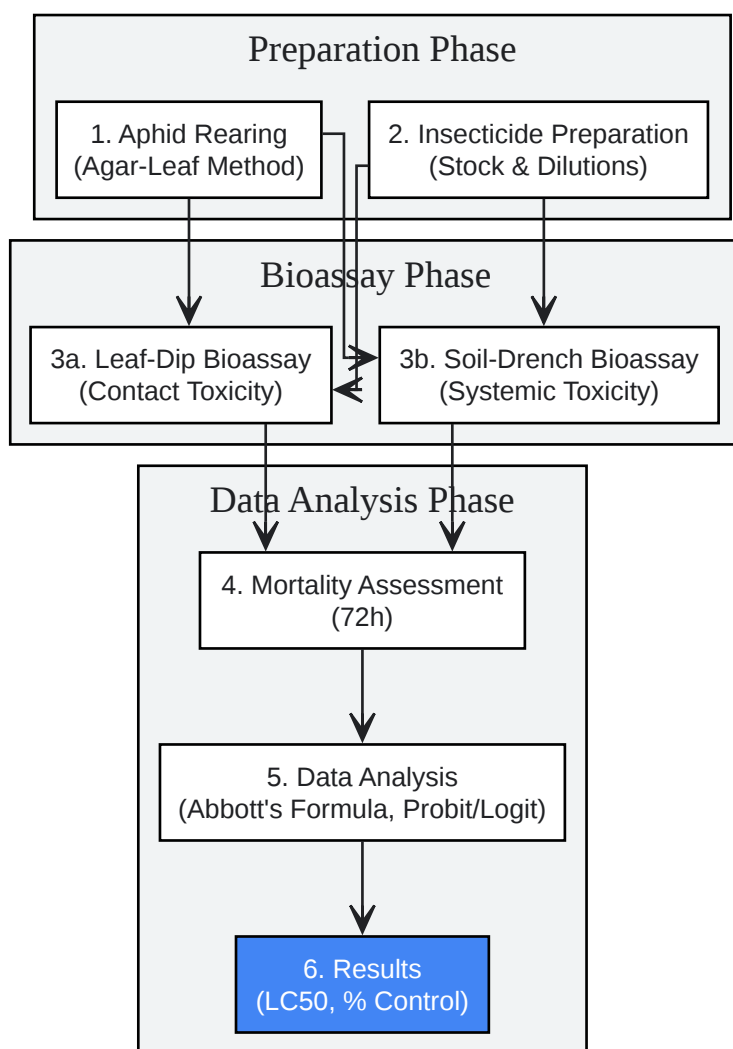 Preparation Phase
1. Aphid Rearing
(Agar-Leaf Method)
2. Insecticide Preparation
(Stock & Dilutions)
Bioassay Phase
3a. Leaf-Dip Bioassay
(Contact Toxicity)
3b. Soil-Drench Bioassay
(Systemic Toxicity)
Data Analysis Phase
4. Mortality Assessment
(72h)
5. Data Analysis
(Abbott's Formula, Probit/Logit)
6. Results
(LC50, % Control)